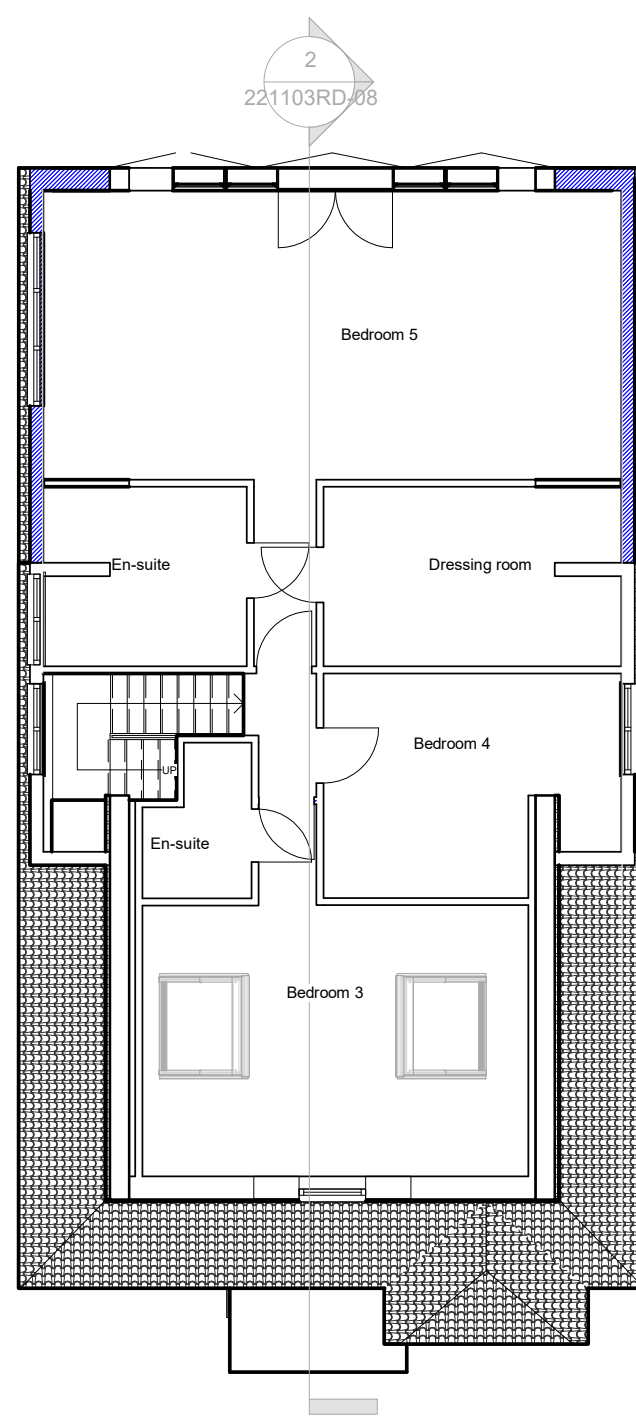 2
221103RD-08
Bedroom 5
En-suite
Dressing room
Bedroom 4
UP
En-suite
Bedroom 3